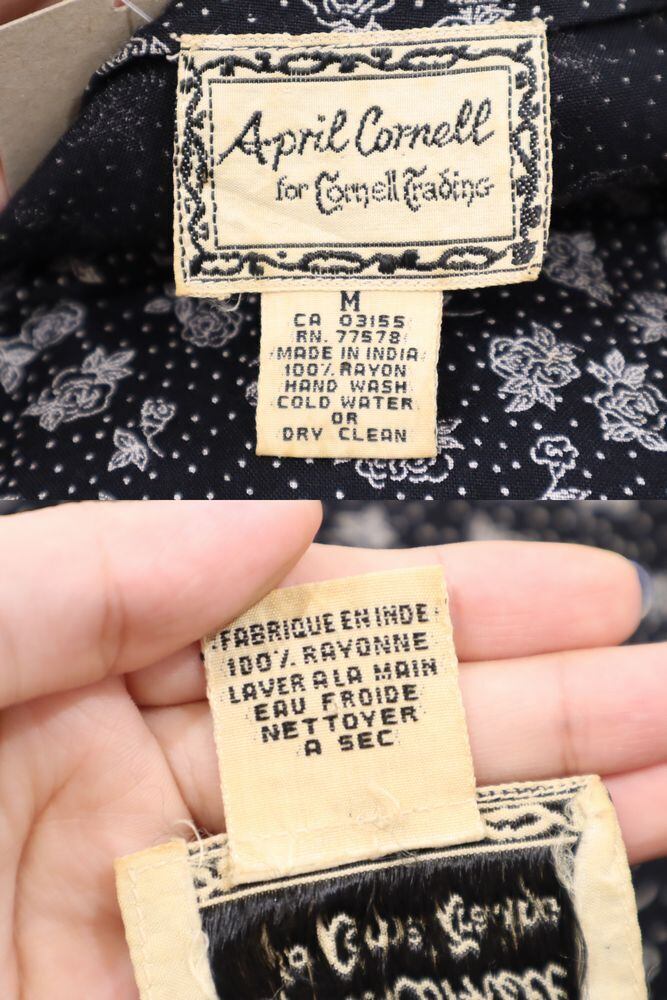 April Cornell
for Cornell Trading
M
CA 03155
RN. 77578
MADE IN INDIA
100% RAYON
HAND WASH
COLD WATER
OR
DRY CLEAN
FABRIQUE EN INDE
100% RAYONNE
LAVER A LA MAIN
EAU FROIDE
NETTOYER
A SEC